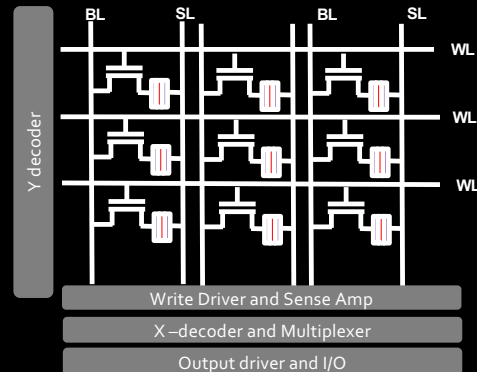 BL SL BL SL
WL
WL
WL
Y decoder
Write Driver and Sense Amp
X –decoder and Multiplexer
Output driver and I/O